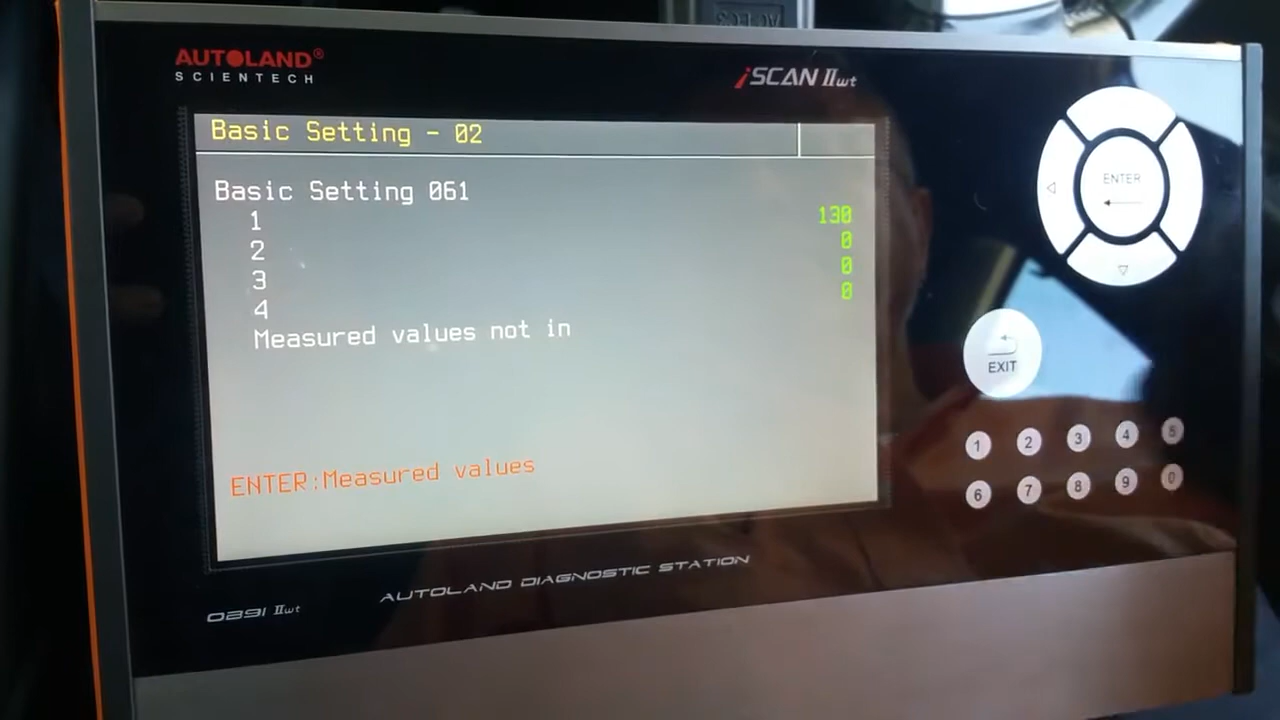 AUTOLAND®
SCIENTECH
iSCAN IIwt
Basic Setting - 02
Basic Setting 061
1 130
2 0
3 0
4 0
Measured values not in
ENTER:Measured values
ENTER
EXIT
1 2 3 4 5
6 7 8 9 0
OB91 IIwt
AUTOLAND DIAGNOSTIC STATION